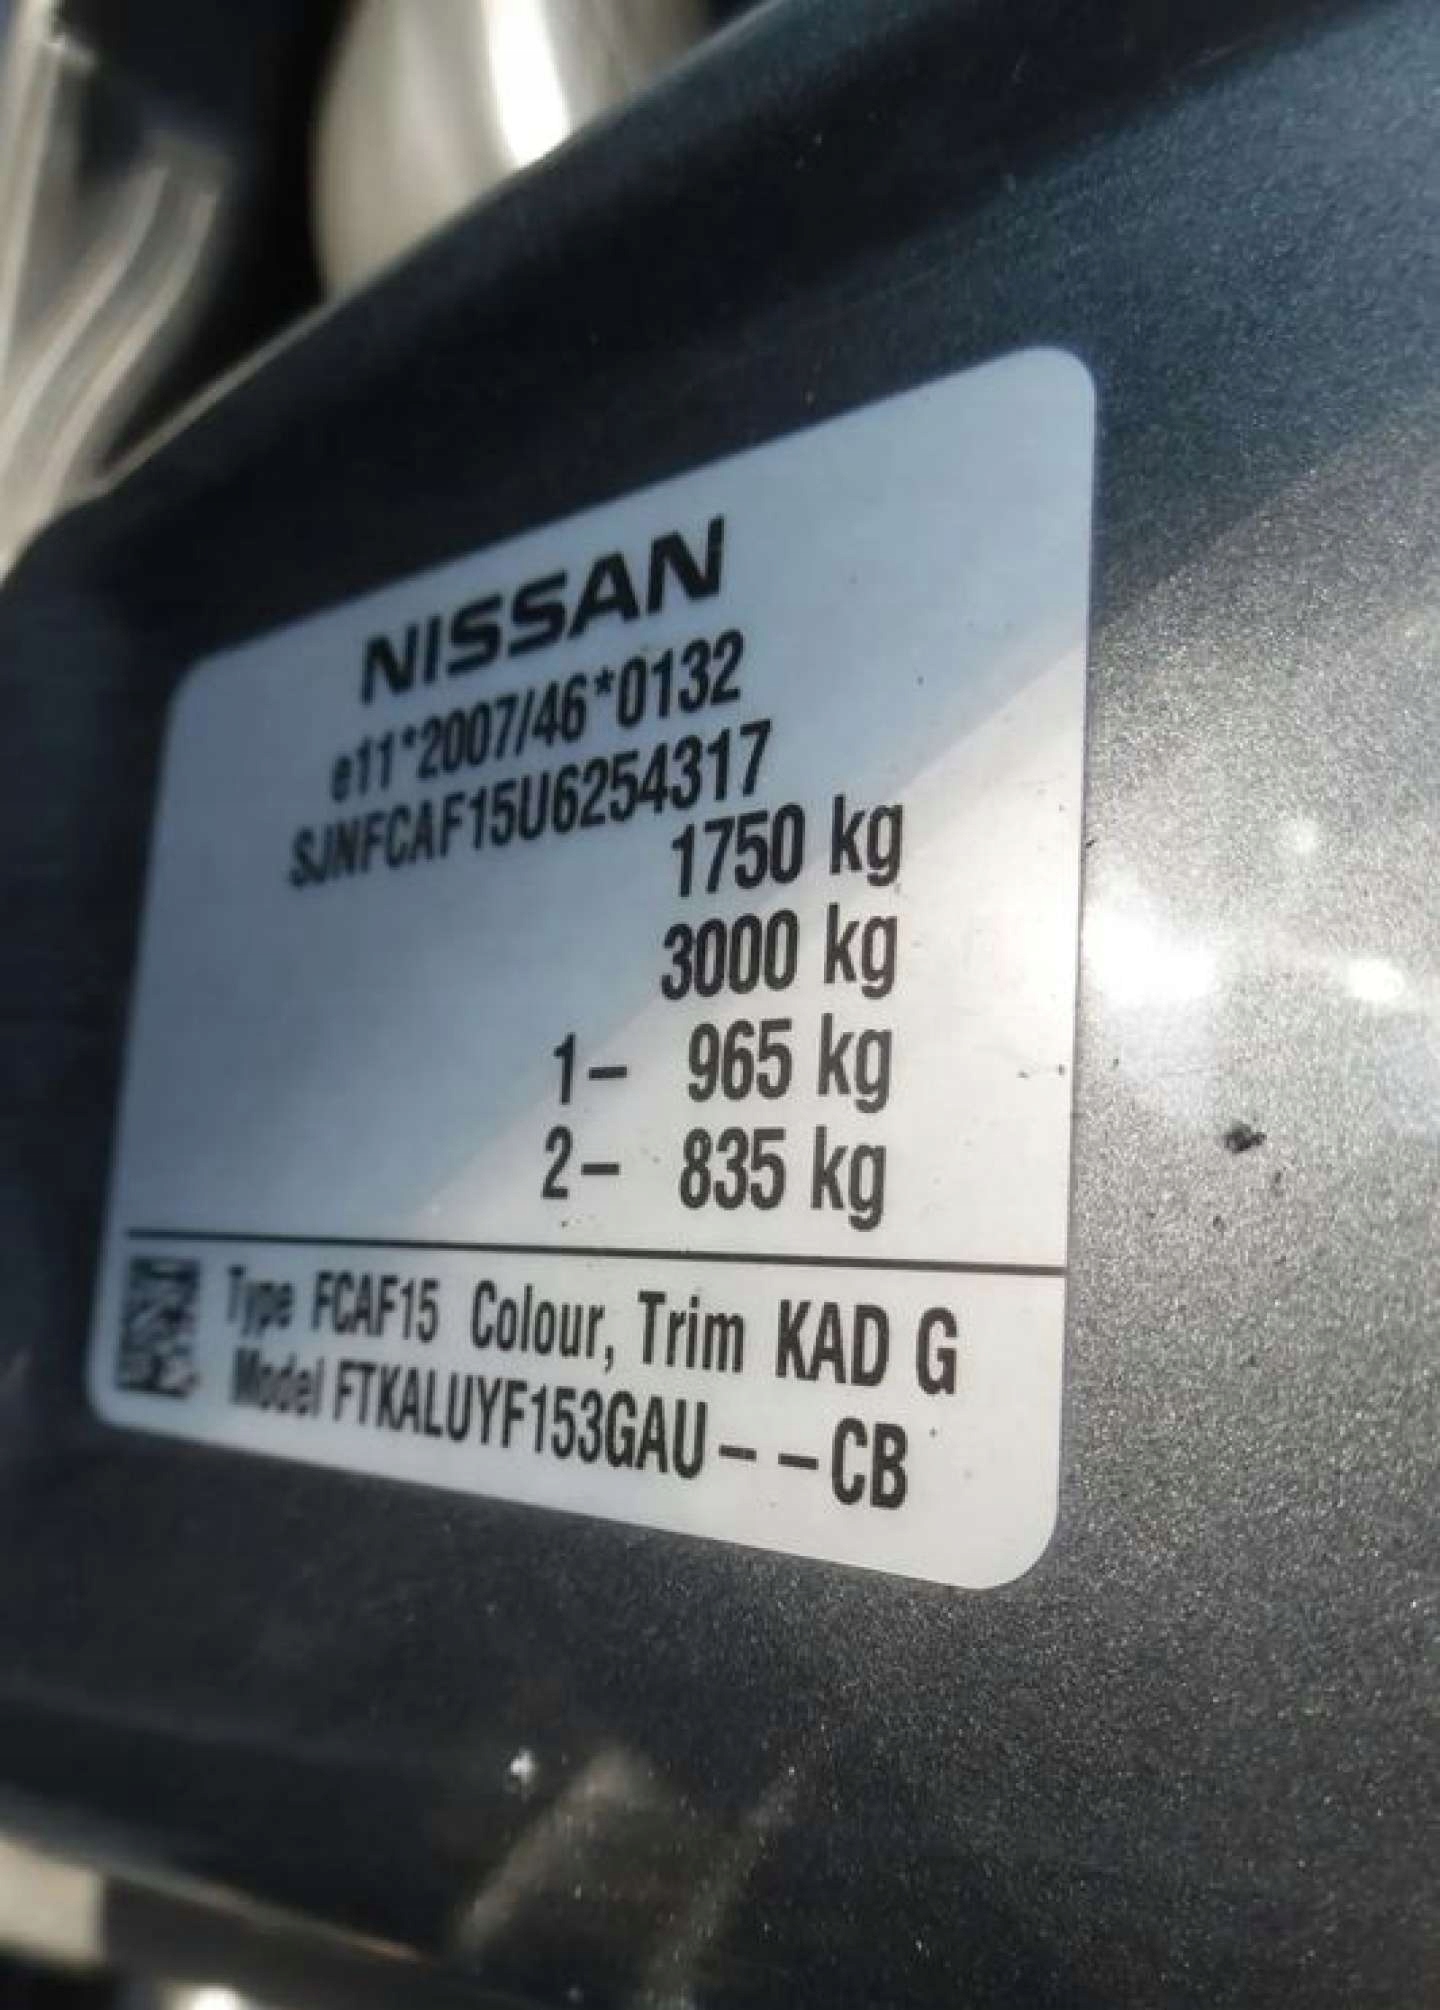 NISSAN
e11*2007/46*0132
SJNFCAF15U6254317
1750 kg
3000 kg
1- 965 kg
2- 835 kg
Type FCAF15 Colour, Trim KAD G
Model FTKALUYF153GAU- -CB